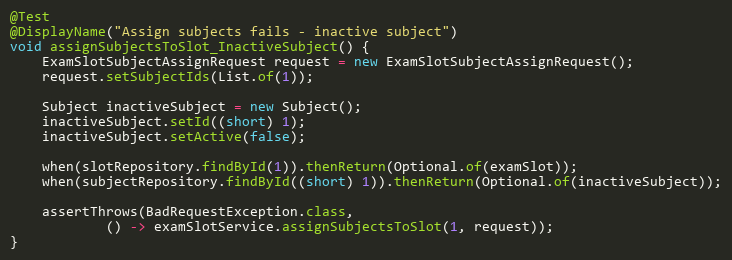 @Test
@DisplayName("Assign subjects fails - inactive subject")
void assignSubjectsToSlot_InactiveSubject() {
    ExamSlotSubjectAssignRequest request = new ExamSlotSubjectAssignRequest();
    request.setSubjectIds(List.of(1));

    Subject inactiveSubject = new Subject();
    inactiveSubject.setId((short) 1);
    inactiveSubject.setActive(false);

    when(slotRepository.findById(1)).thenReturn(Optional.of(examSlot));
    when(subjectRepository.findById((short) 1)).thenReturn(Optional.of(inactiveSubject));

    assertThrows(BadRequestException.class,
            () -> examSlotService.assignSubjectsToSlot(1, request));
}